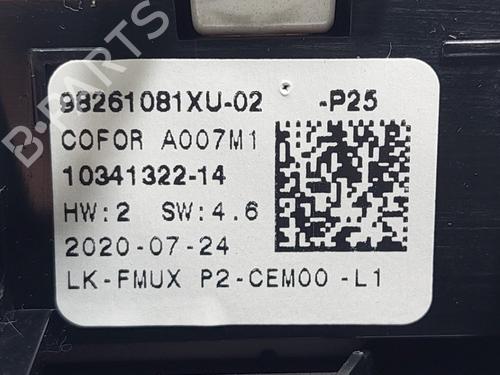 B-PARTS
98261081XU-02 -P25
COFOR A007M1
10341322-14
HW:2 SW:4.6
2020-07-24
LK-FMUX P2-CEM00 -L1